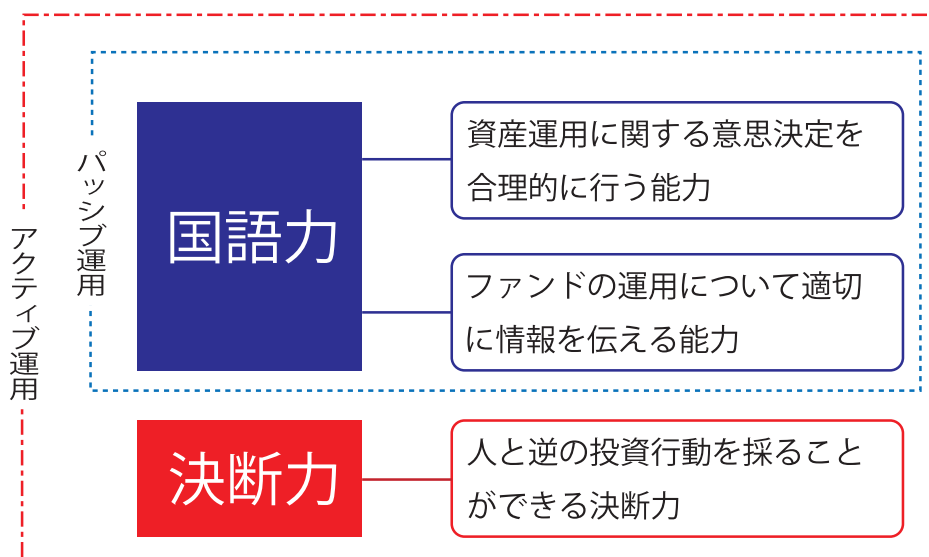 アクティブ運用
パッシブ運用
国語力
資産運用に関する意思決定を
合理的に行う能力
ファンドの運用について適切
に情報を伝える能力
決断力
人と逆の投資行動を採ること
ができる決断力